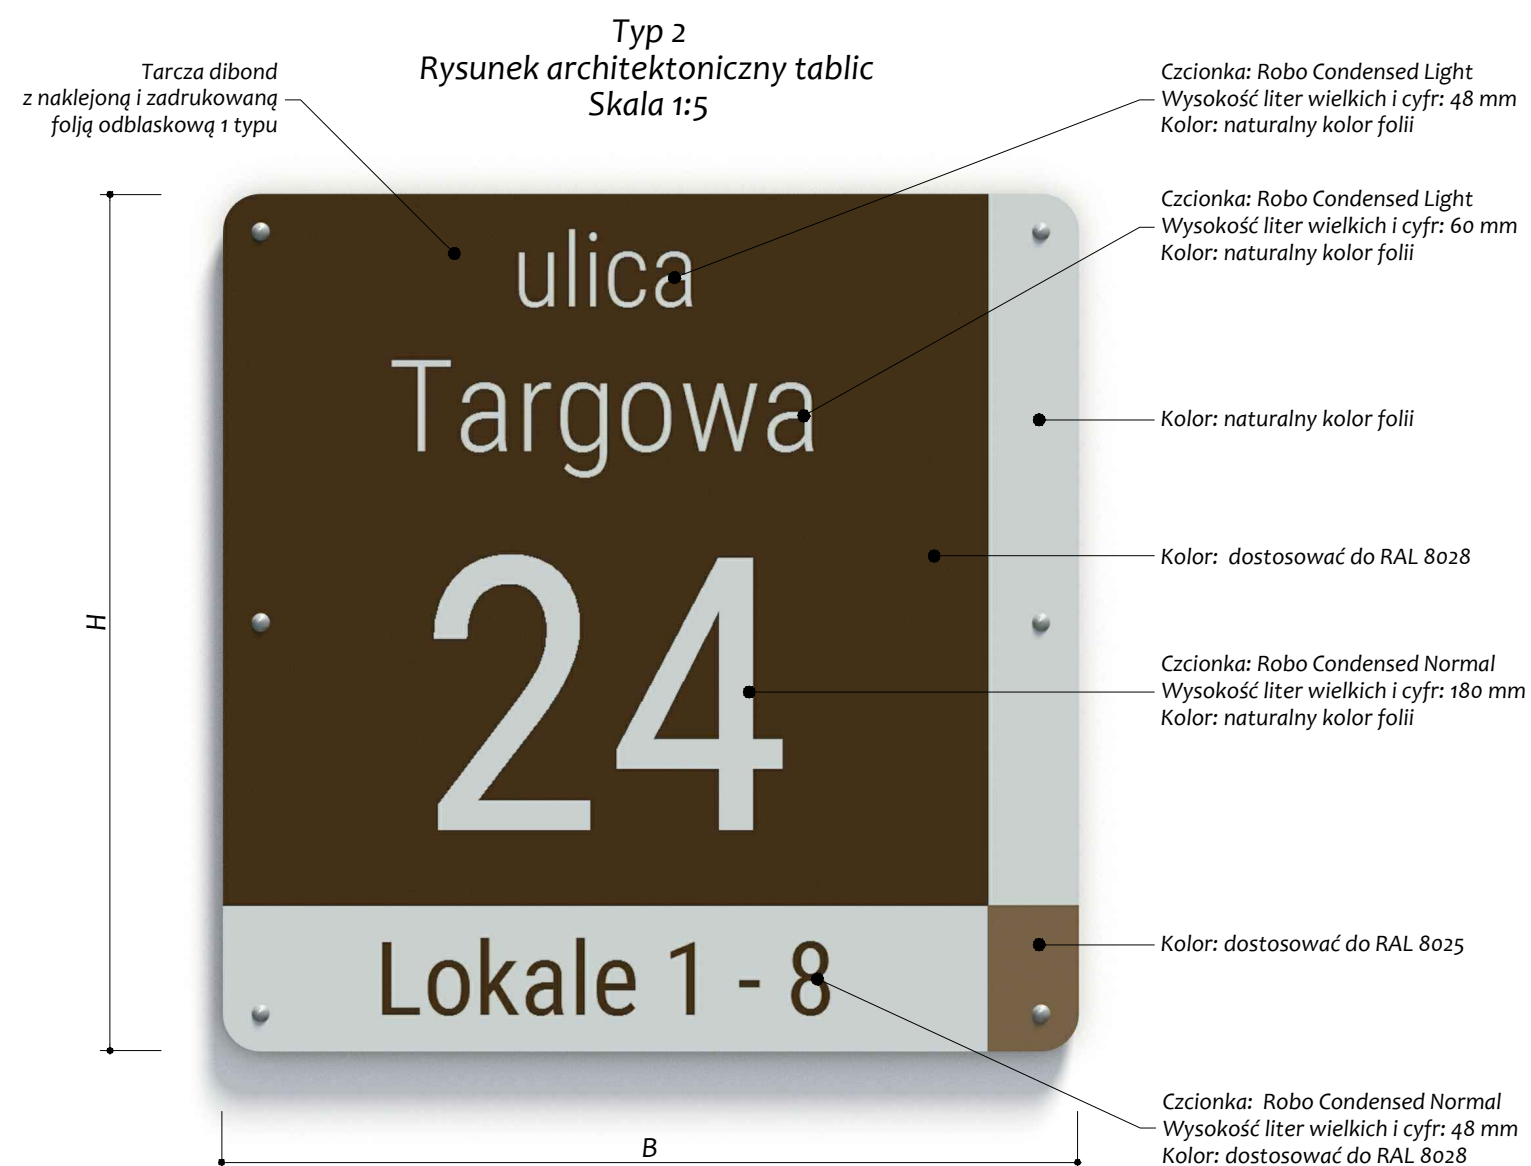 Typ 2
Rysunek architektoniczny tablic
Skala 1:5
Tarcza dibond
z naklejoną i zadrukowaną
folją odblaskową 1 typu
Czcionka: Robo Condensed Light
Wysokość liter wielkich i cyfr: 48 mm
Kolor: naturalny kolor folii
Czcionka: Robo Condensed Light
Wysokość liter wielkich i cyfr: 60 mm
Kolor: naturalny kolor folii
ulica
Targowa
24
Lokale 1 - 8
Kolor: naturalny kolor folii
Kolor: dostosować do RAL 8028
Czcionka: Robo Condensed Normal
Wysokość liter wielkich i cyfr: 180 mm
Kolor: naturalny kolor folii
Kolor: dostosować do RAL 8025
Czcionka: Robo Condensed Normal
Wysokość liter wielkich i cyfr: 48 mm
Kolor: dostosować do RAL 8028
H
B